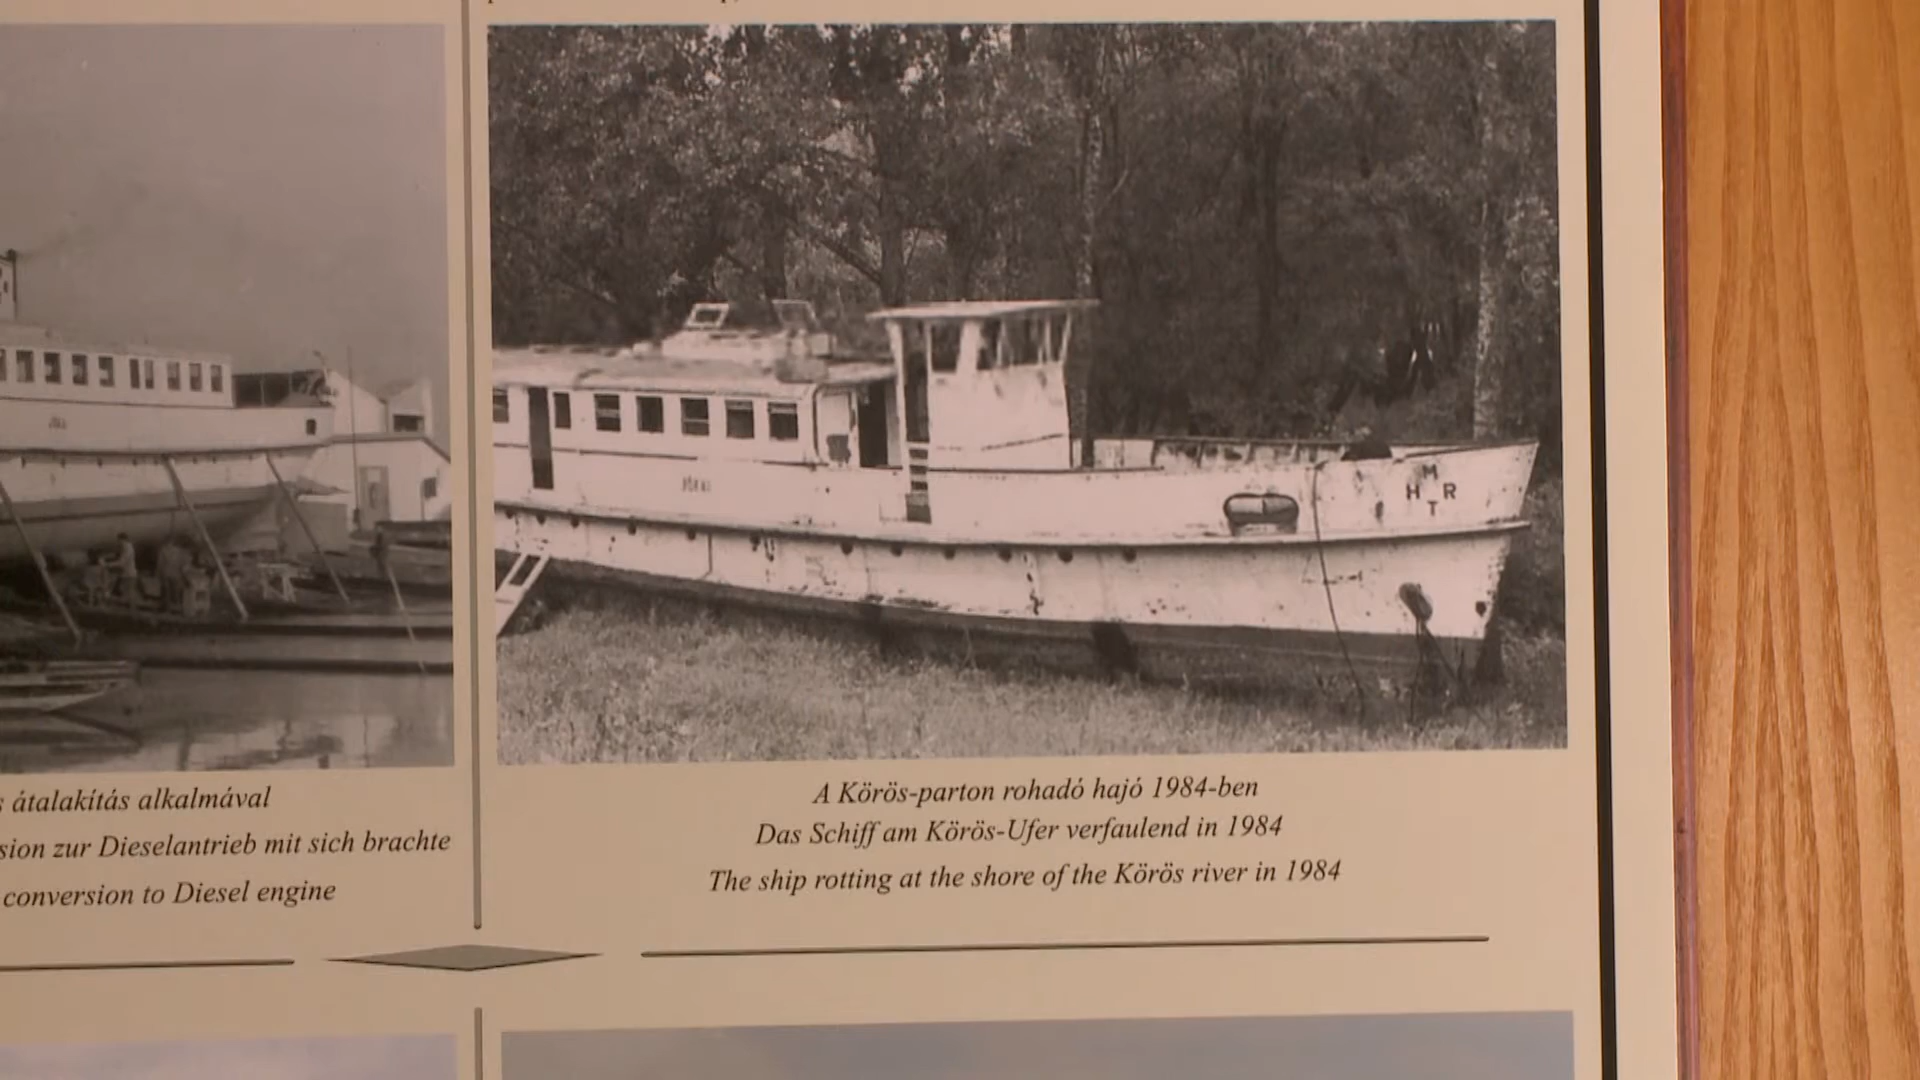 M
H R
T
s átalakítás alkalmával
sion zur Dieselantrieb mit sich brachte
conversion to Diesel engine
A Körös-parton rohadó hajó 1984-ben
Das Schiff am Körös-Ufer verfaulend in 1984
The ship rotting at the shore of the Körös river in 1984